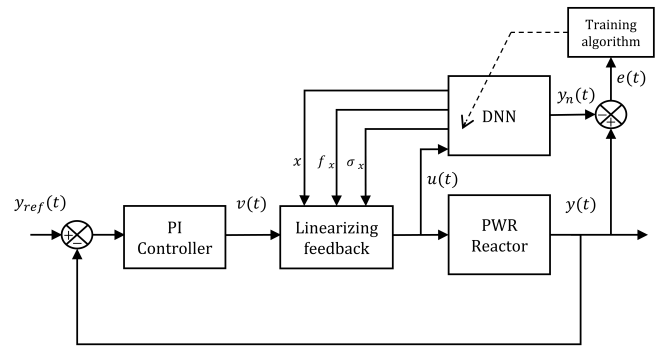 Training
algorithm
e(t)
y_n(t)
DNN
− +
x f_x σ_x
u(t)
y_ref(t)
v(t)
y(t)
PI
Controller
Linearizing
feedback
PWR
Reactor
+ −